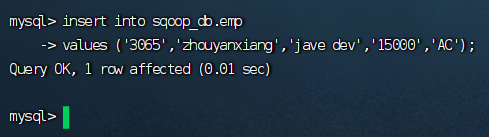 mysql> insert into sqoop_db.emp
-> values ('3065','zhouyanxiang','jave dev','15000','AC');
Query OK, 1 row affected (0.01 sec)
mysql>